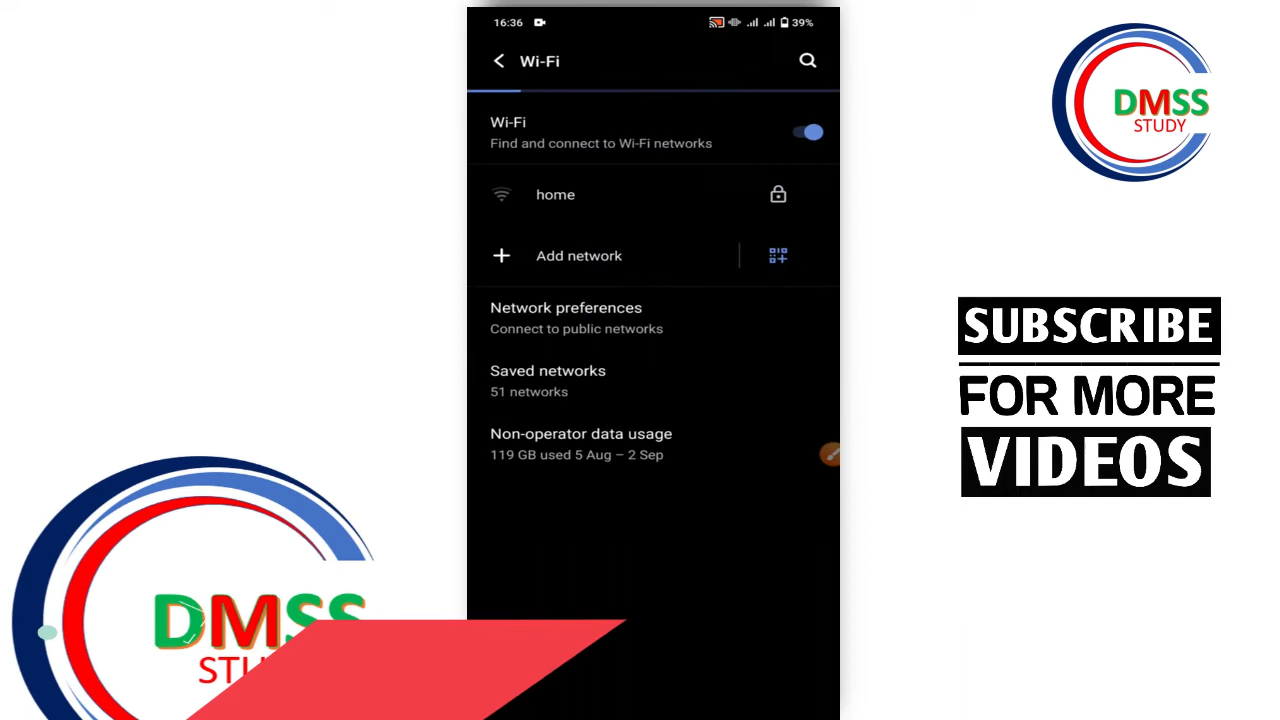 16:36
39%
Wi-Fi
Wi-Fi
Find and connect to Wi-Fi networks
home
Add network
Network preferences
Connect to public networks
Saved networks
51 networks
Non-operator data usage
119 GB used 5 Aug – 2 Sep
DMSS
STUDY
SUBSCRIBE
FOR MORE
VIDEOS
DMSS